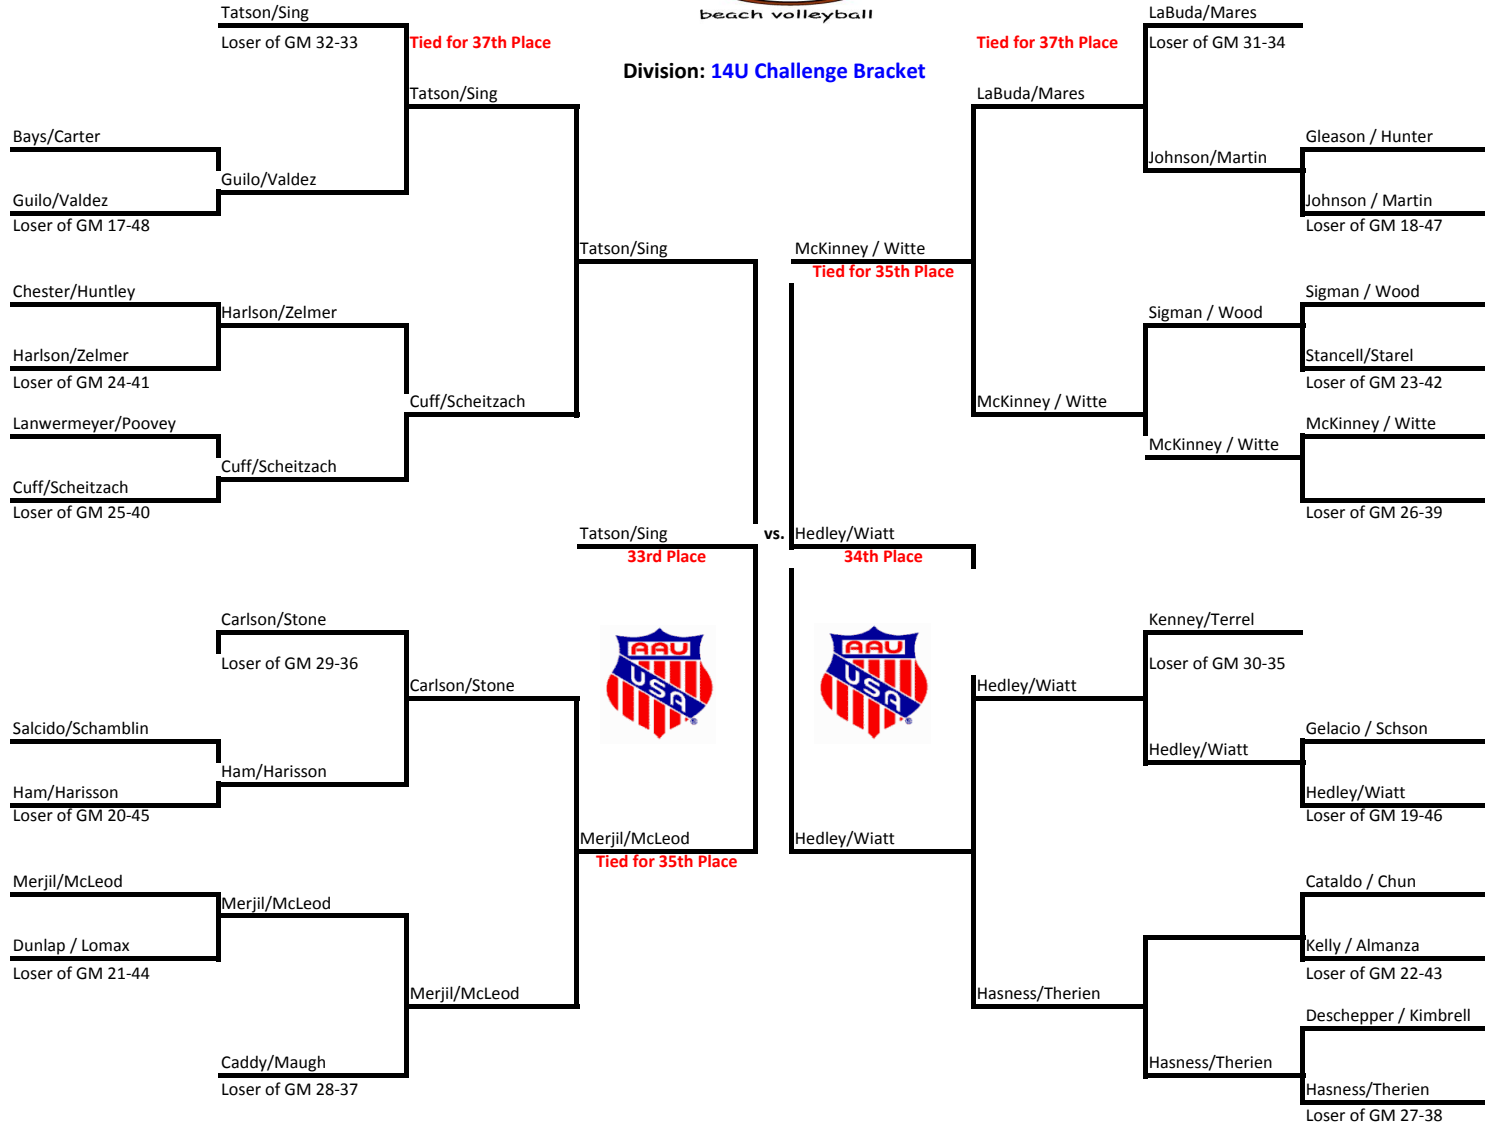 beach volleyball
Division: 14U Challenge Bracket
Tatson/Sing
Loser of GM 32-33
Tied for 37th Place
Tatson/Sing
Bays/Carter
Guilo/Valdez
Guilo/Valdez
Loser of GM 17-48
Tatson/Sing
Chester/Huntley
Harlson/Zelmer
Harlson/Zelmer
Loser of GM 24-41
Cuff/Scheitzach
Lanwermeyer/Poovey
Cuff/Scheitzach
Cuff/Scheitzach
Loser of GM 25-40
Tatson/Sing
33rd Place
Carlson/Stone
Loser of GM 29-36
Carlson/Stone
Salcido/Schamblin
Ham/Harisson
Ham/Harisson
Loser of GM 20-45
Merjil/McLeod
Tied for 35th Place
Merjil/McLeod
Merjil/McLeod
Dunlap / Lomax
Loser of GM 21-44
Merjil/McLeod
Caddy/Maugh
Loser of GM 28-37
vs.
LaBuda/Mares
Tied for 37th Place
Loser of GM 31-34
LaBuda/Mares
Gleason / Hunter
Johnson/Martin
Johnson / Martin
Loser of GM 18-47
McKinney / Witte
Tied for 35th Place
Sigman / Wood
Sigman / Wood
Stancell/Starel
Loser of GM 23-42
McKinney / Witte
McKinney / Witte
McKinney / Witte
Loser of GM 26-39
Hedley/Wiatt
34th Place
Kenney/Terrel
Loser of GM 30-35
Hedley/Wiatt
Gelacio / Schson
Hedley/Wiatt
Hedley/Wiatt
Loser of GM 19-46
Hedley/Wiatt
Cataldo / Chun
Kelly / Almanza
Loser of GM 22-43
Hasness/Therien
Deschepper / Kimbrell
Hasness/Therien
Hasness/Therien
Loser of GM 27-38
AAU
USA
®
AAU
USA
®